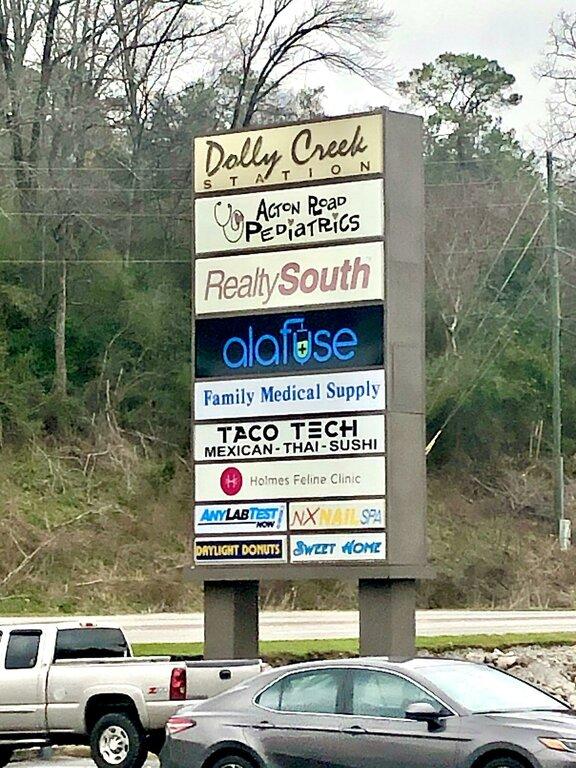 Dolly Creek
STATION
ACTON ROAD
PEDIATRICS
RealtySouth
alafuse
Family Medical Supply
TACO TECH
MEXICAN - THAI - SUSHI
H Holmes Feline Clinic
ANYLABTEST NOW! NX NAIL SPA
DAYLIGHT DONUTS SWEET HOME
Z71